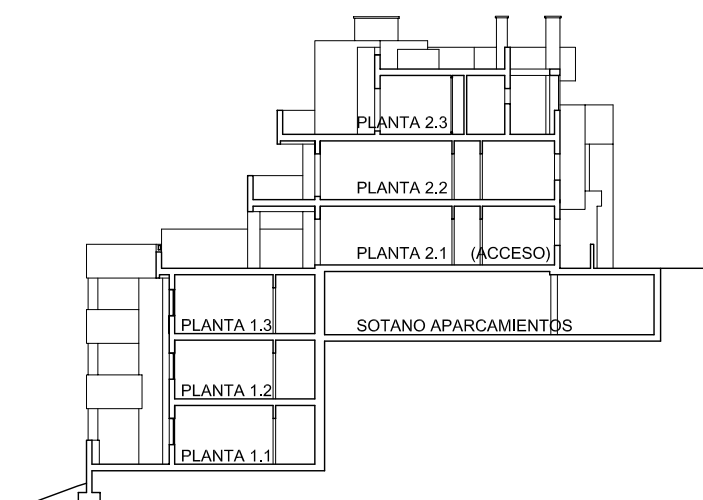 PLANTA 2.3
PLANTA 2.2
PLANTA 2.1 (ACCESO)
PLANTA 1.3 SOTANO APARCAMIENTOS
PLANTA 1.2
PLANTA 1.1